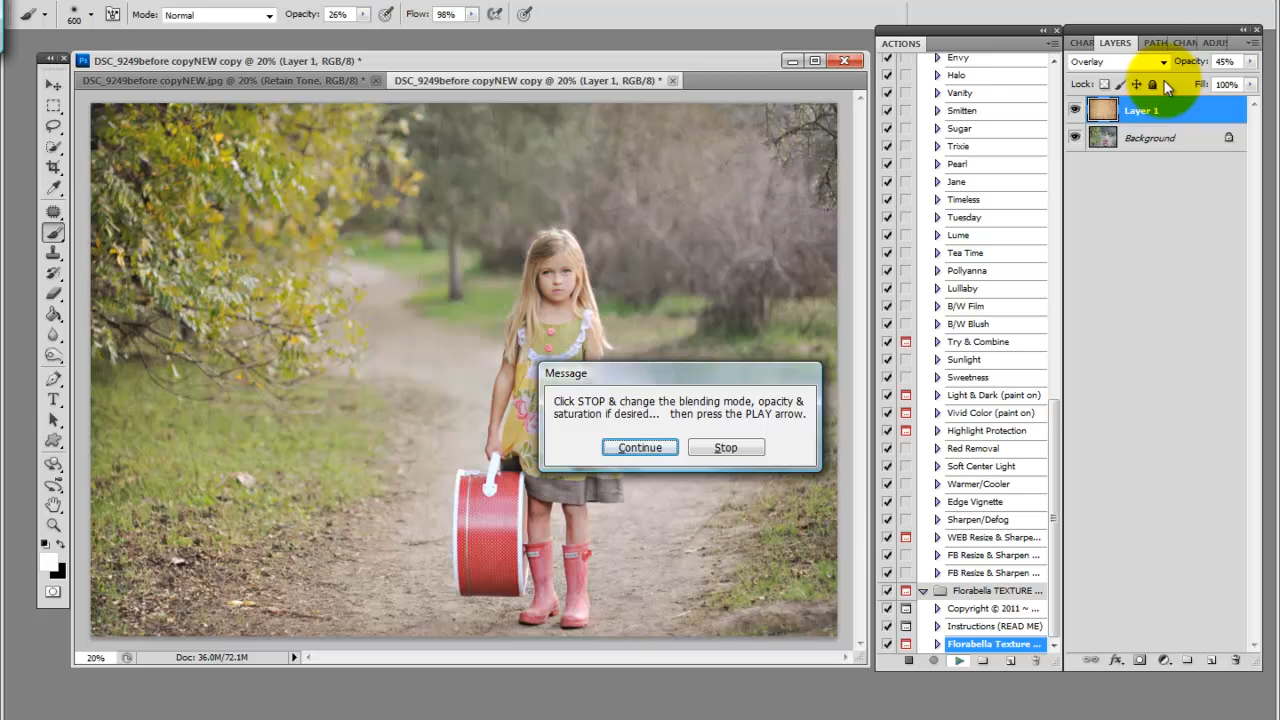 Mode: Normal Opacity: 26% Flow: 98%
600
Ps DSC_9249before copyNEW copy @ 20% (Layer 1, RGB/8) *
DSC_9249before copyNEW.jpg @ 20% (Retain Tone, RGB/8) *
DSC_9249before copyNEW copy @ 20% (Layer 1, RGB/8) *
Message
Click STOP & change the blending mode, opacity &
saturation if desired... then press the PLAY arrow.
Continue Stop
20% Doc: 36.0M/72.1M
ACTIONS
Envy
Halo
Vanity
Smitten
Sugar
Trixie
Pearl
Jane
Timeless
Tuesday
Lume
Tea Time
Pollyanna
Lullaby
B/W Film
B/W Blush
Try & Combine
Sunlight
Sweetness
Light & Dark (paint on)
Vivid Color (paint on)
Highlight Protection
Red Removal
Soft Center Light
Warmer/Cooler
Edge Vignette
Sharpen/Defog
WEB Resize & Sharpe...
FB Resize & Sharpen ...
FB Resize & Sharpen ...
Florabella TEXTURE ...
Copyright © 2011 ~ ...
Instructions (READ ME)
Florabella Texture ...
CHAR LAYERS PATH CHAN ADJU
Overlay Opacity: 45%
Lock: Fill: 100%
Layer 1
Background